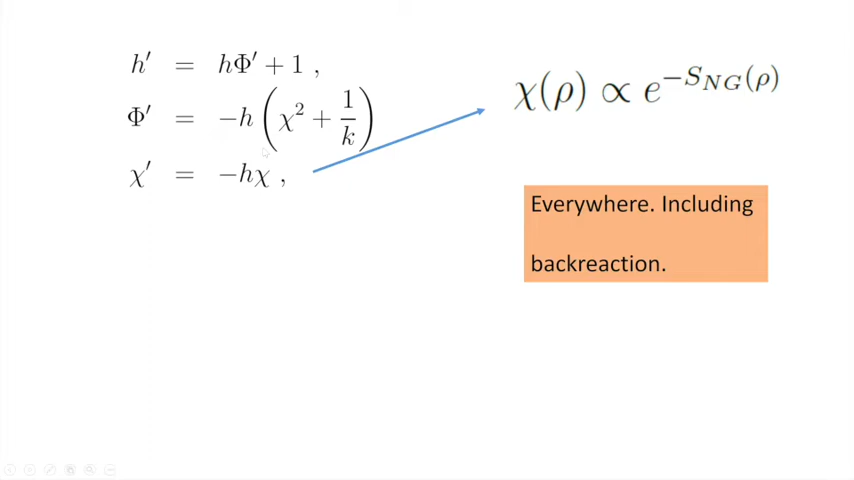 h′ = hΦ′ + 1 ,
Φ′ = −h(χ² + 1/k)
χ′ = −hχ ,
χ(ρ) ∝ e^{−S_{NG}(ρ)}
Everywhere. Including
backreaction.